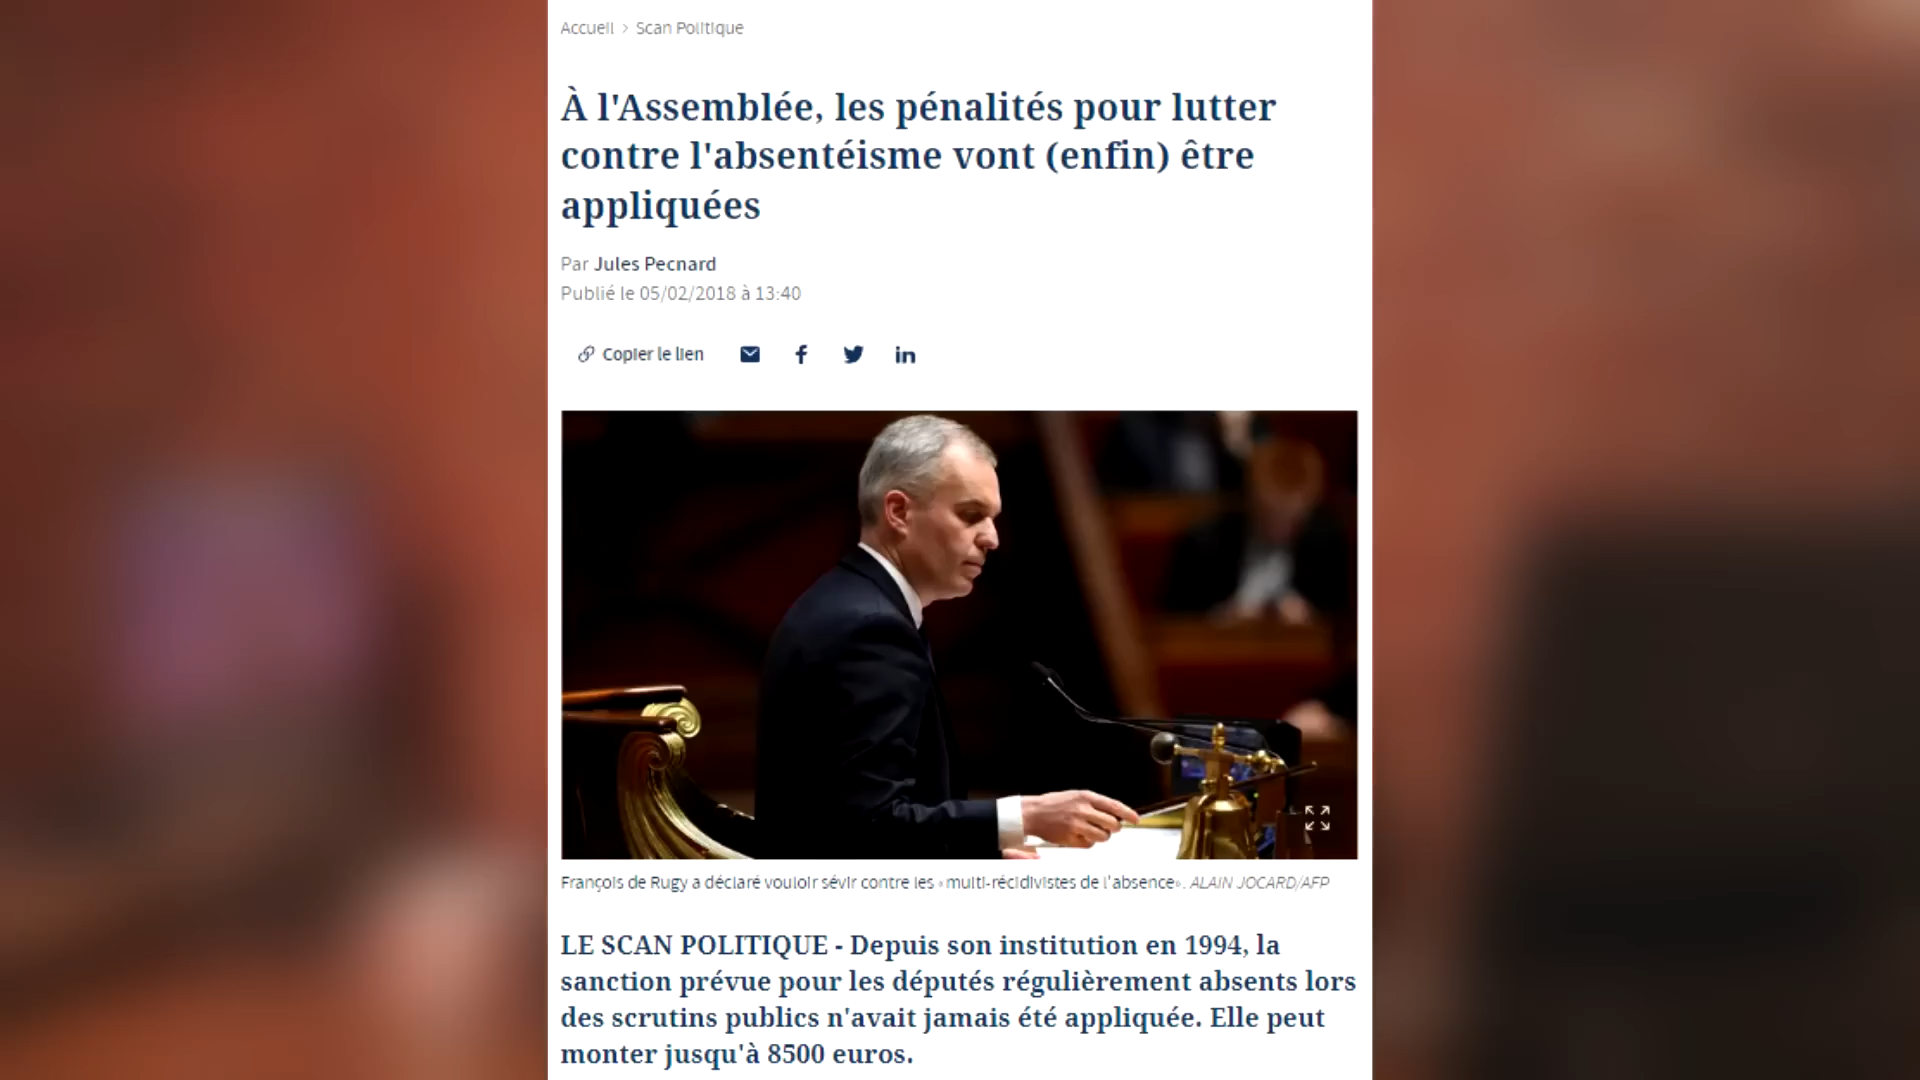 Accueil > Scan Politique
À l'Assemblée, les pénalités pour lutter
contre l'absentéisme vont (enfin) être
appliquées
Par Jules Pecnard
Publié le 05/02/2018 à 13:40
Copier le lien
François de Rugy a déclaré vouloir sévir contre les «multi-récidivistes de l'absence». ALAIN JOCARD/AFP
LE SCAN POLITIQUE - Depuis son institution en 1994, la
sanction prévue pour les députés régulièrement absents lors
des scrutins publics n'avait jamais été appliquée. Elle peut
monter jusqu'à 8500 euros.